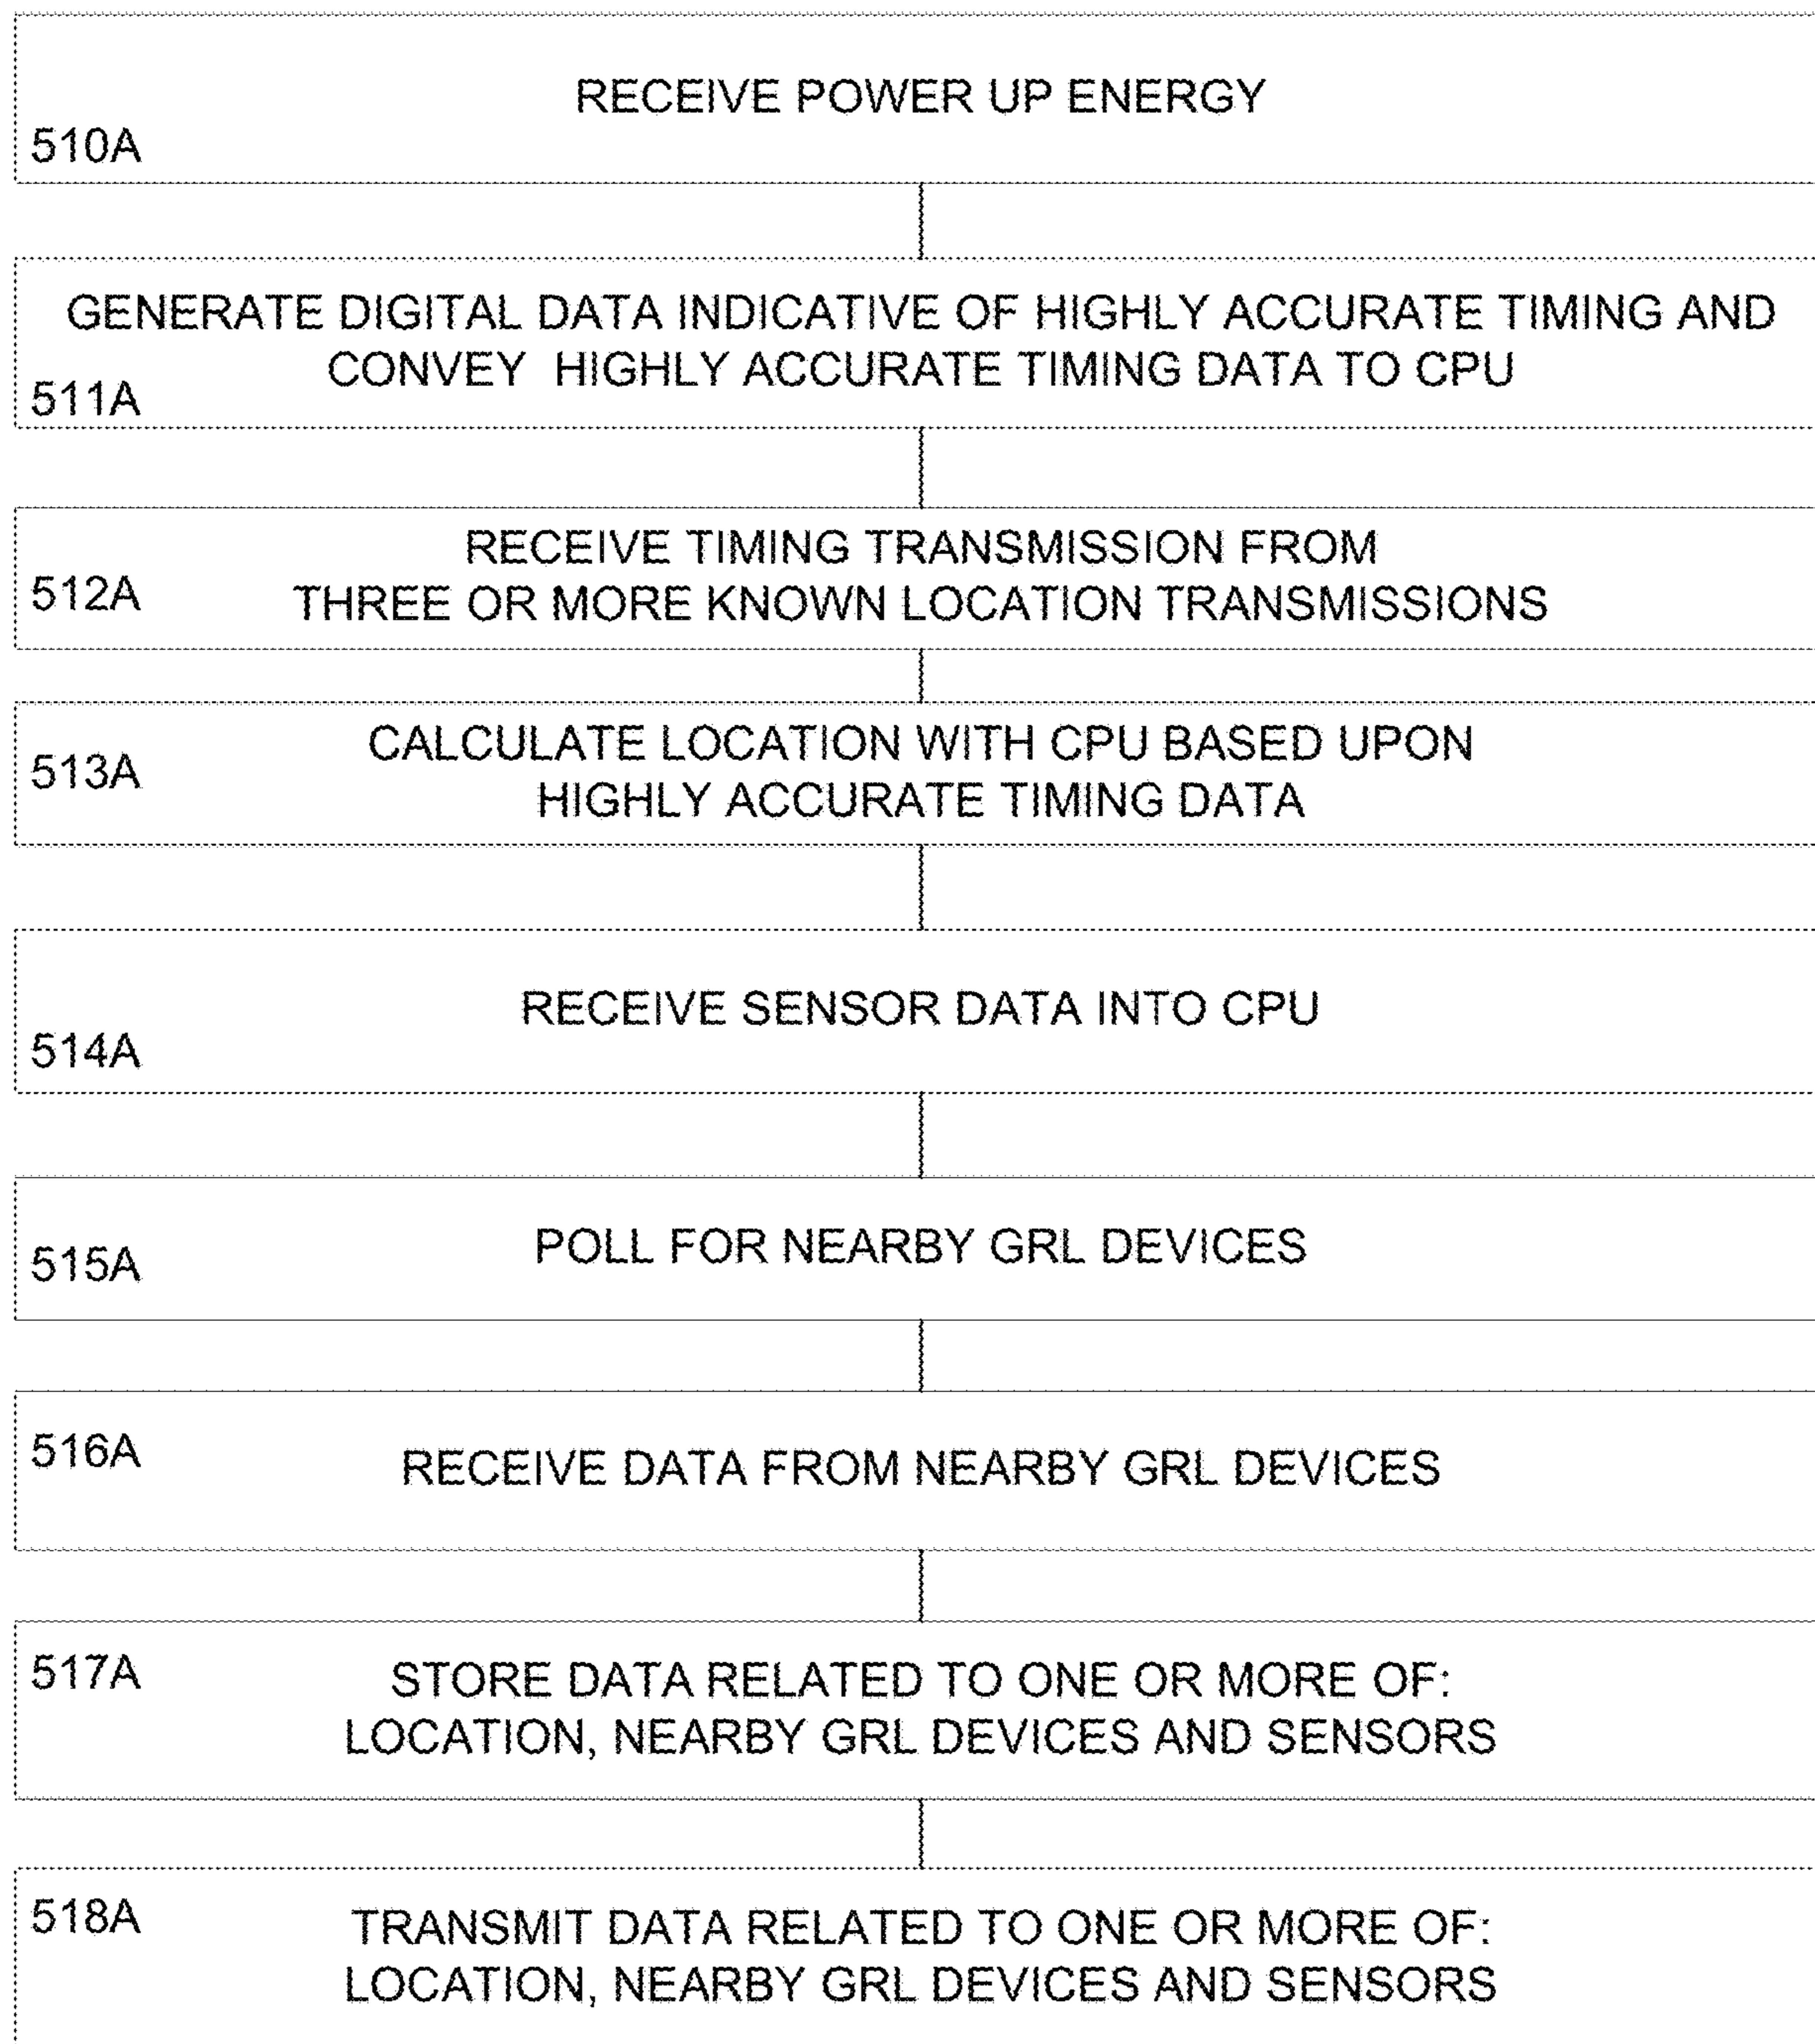 RECEIVE POWER UP ENERGY
510A
GENERATE DIGITAL DATA INDICATIVE OF HIGHLY ACCURATE TIMING AND
CONVEY HIGHLY ACCURATE TIMING DATA TO CPU
511A
RECEIVE TIMING TRANSMISSION FROM
512A
THREE OR MORE KNOWN LOCATION TRANSMISSIONS
CALCULATE LOCATION WITH CPU BASED UPON
513A
HIGHLY ACCURATE TIMING DATA
RECEIVE SENSOR DATA INTO CPU
514A
POLL FOR NEARBY GRL DEVICES
515A
516A
RECEIVE DATA FROM NEARBY GRL DEVICES
517A
STORE DATA RELATED TO ONE OR MORE OF:
LOCATION, NEARBY GRL DEVICES AND SENSORS
518A
TRANSMIT DATA RELATED TO ONE OR MORE OF:
LOCATION, NEARBY GRL DEVICES AND SENSORS